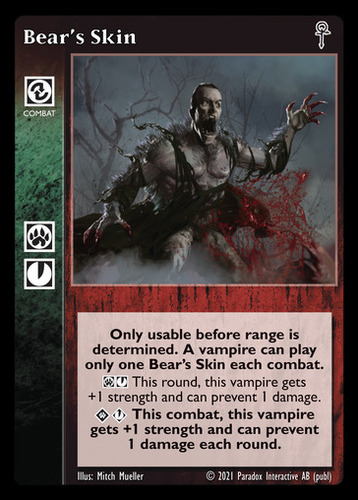 Bear's Skin
COMBAT
Only usable before range is
determined. A vampire can play
only one Bear's Skin each combat.
This round, this vampire gets
+1 strength and can prevent 1 damage.
This combat, this vampire
gets +1 strength and can prevent
1 damage each round.
Illus: Mitch Mueller © 2021 Paradox Interactive AB (publ)